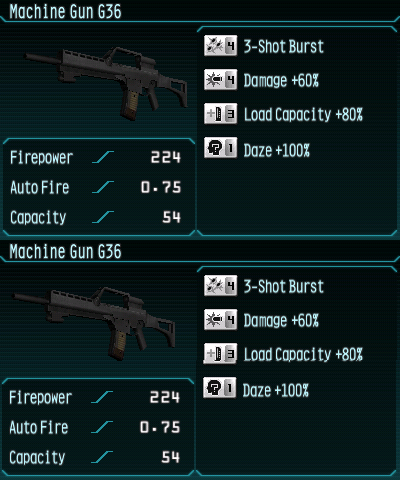 Machine Gun G36
4 3-Shot Burst
4 Damage +60%
3 Load Capacity +80%
1 Daze +100%
Firepower 224
Auto Fire 0.75
Capacity 54
Machine Gun G36
4 3-Shot Burst
4 Damage +60%
3 Load Capacity +80%
1 Daze +100%
Firepower 224
Auto Fire 0.75
Capacity 54